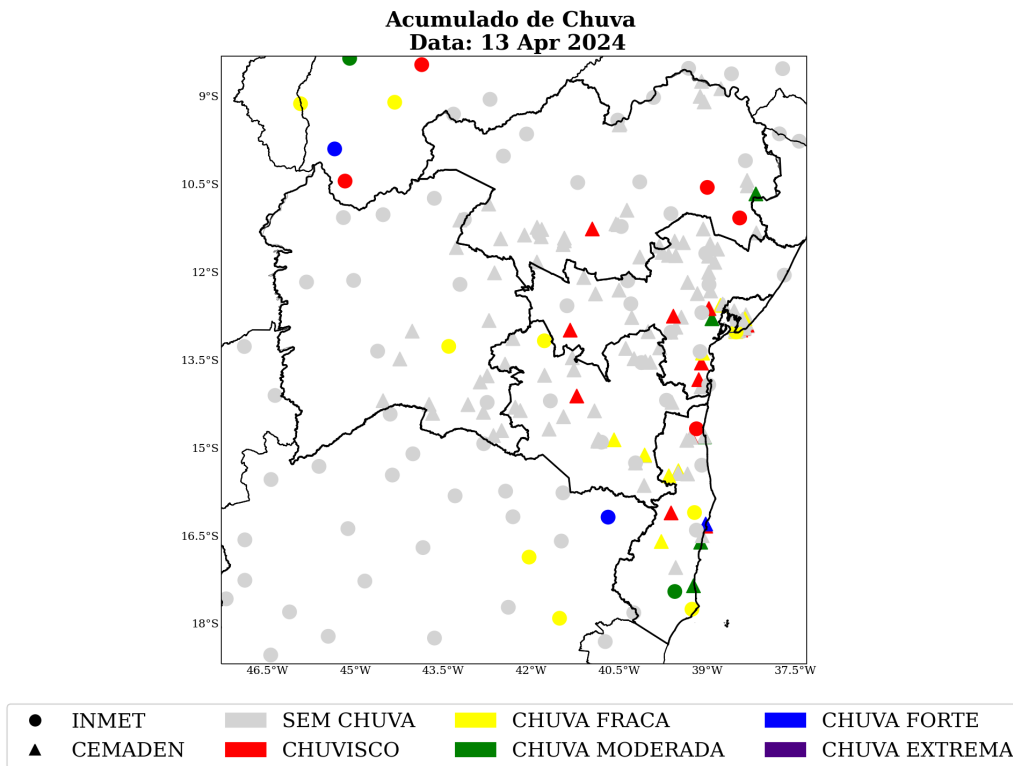 Acumulado de Chuva
Data: 13 Apr 2024
9°S
10.5°S
12°S
13.5°S
15°S
16.5°S
18°S
46.5°W 45°W 43.5°W 42°W 40.5°W 39°W 37.5°W
INMET SEM CHUVA CHUVA FRACA CHUVA FORTE
CEMADEN CHUVISCO CHUVA MODERADA CHUVA EXTREMA